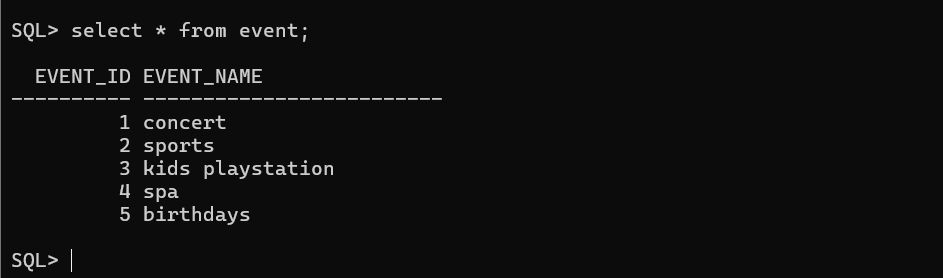 SQL> select * from event;
EVENT_ID EVENT_NAME
---------- -------------------------
1 concert
2 sports
3 kids playstation
4 spa
5 birthdays
SQL>